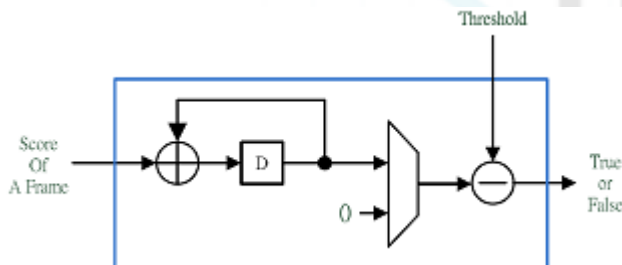 Threshold
Score
Of
A Frame
D
0
True
or
False